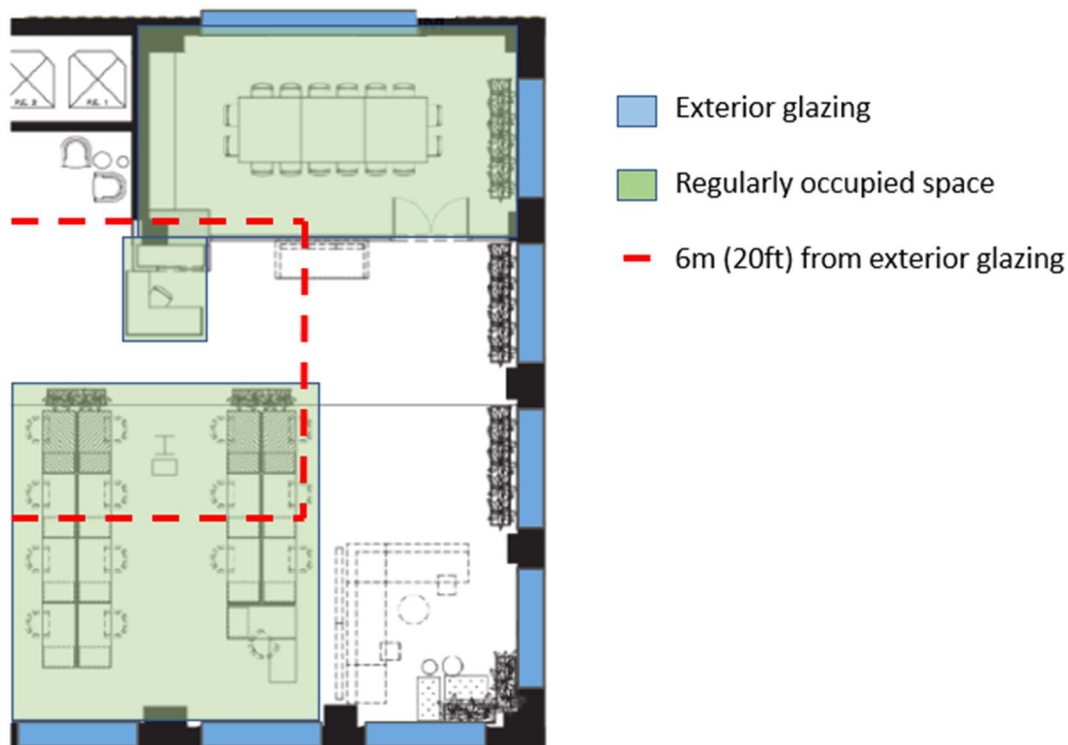 P.E. 2
P.E. 1
Exterior glazing
Regularly occupied space
6m (20ft) from exterior glazing